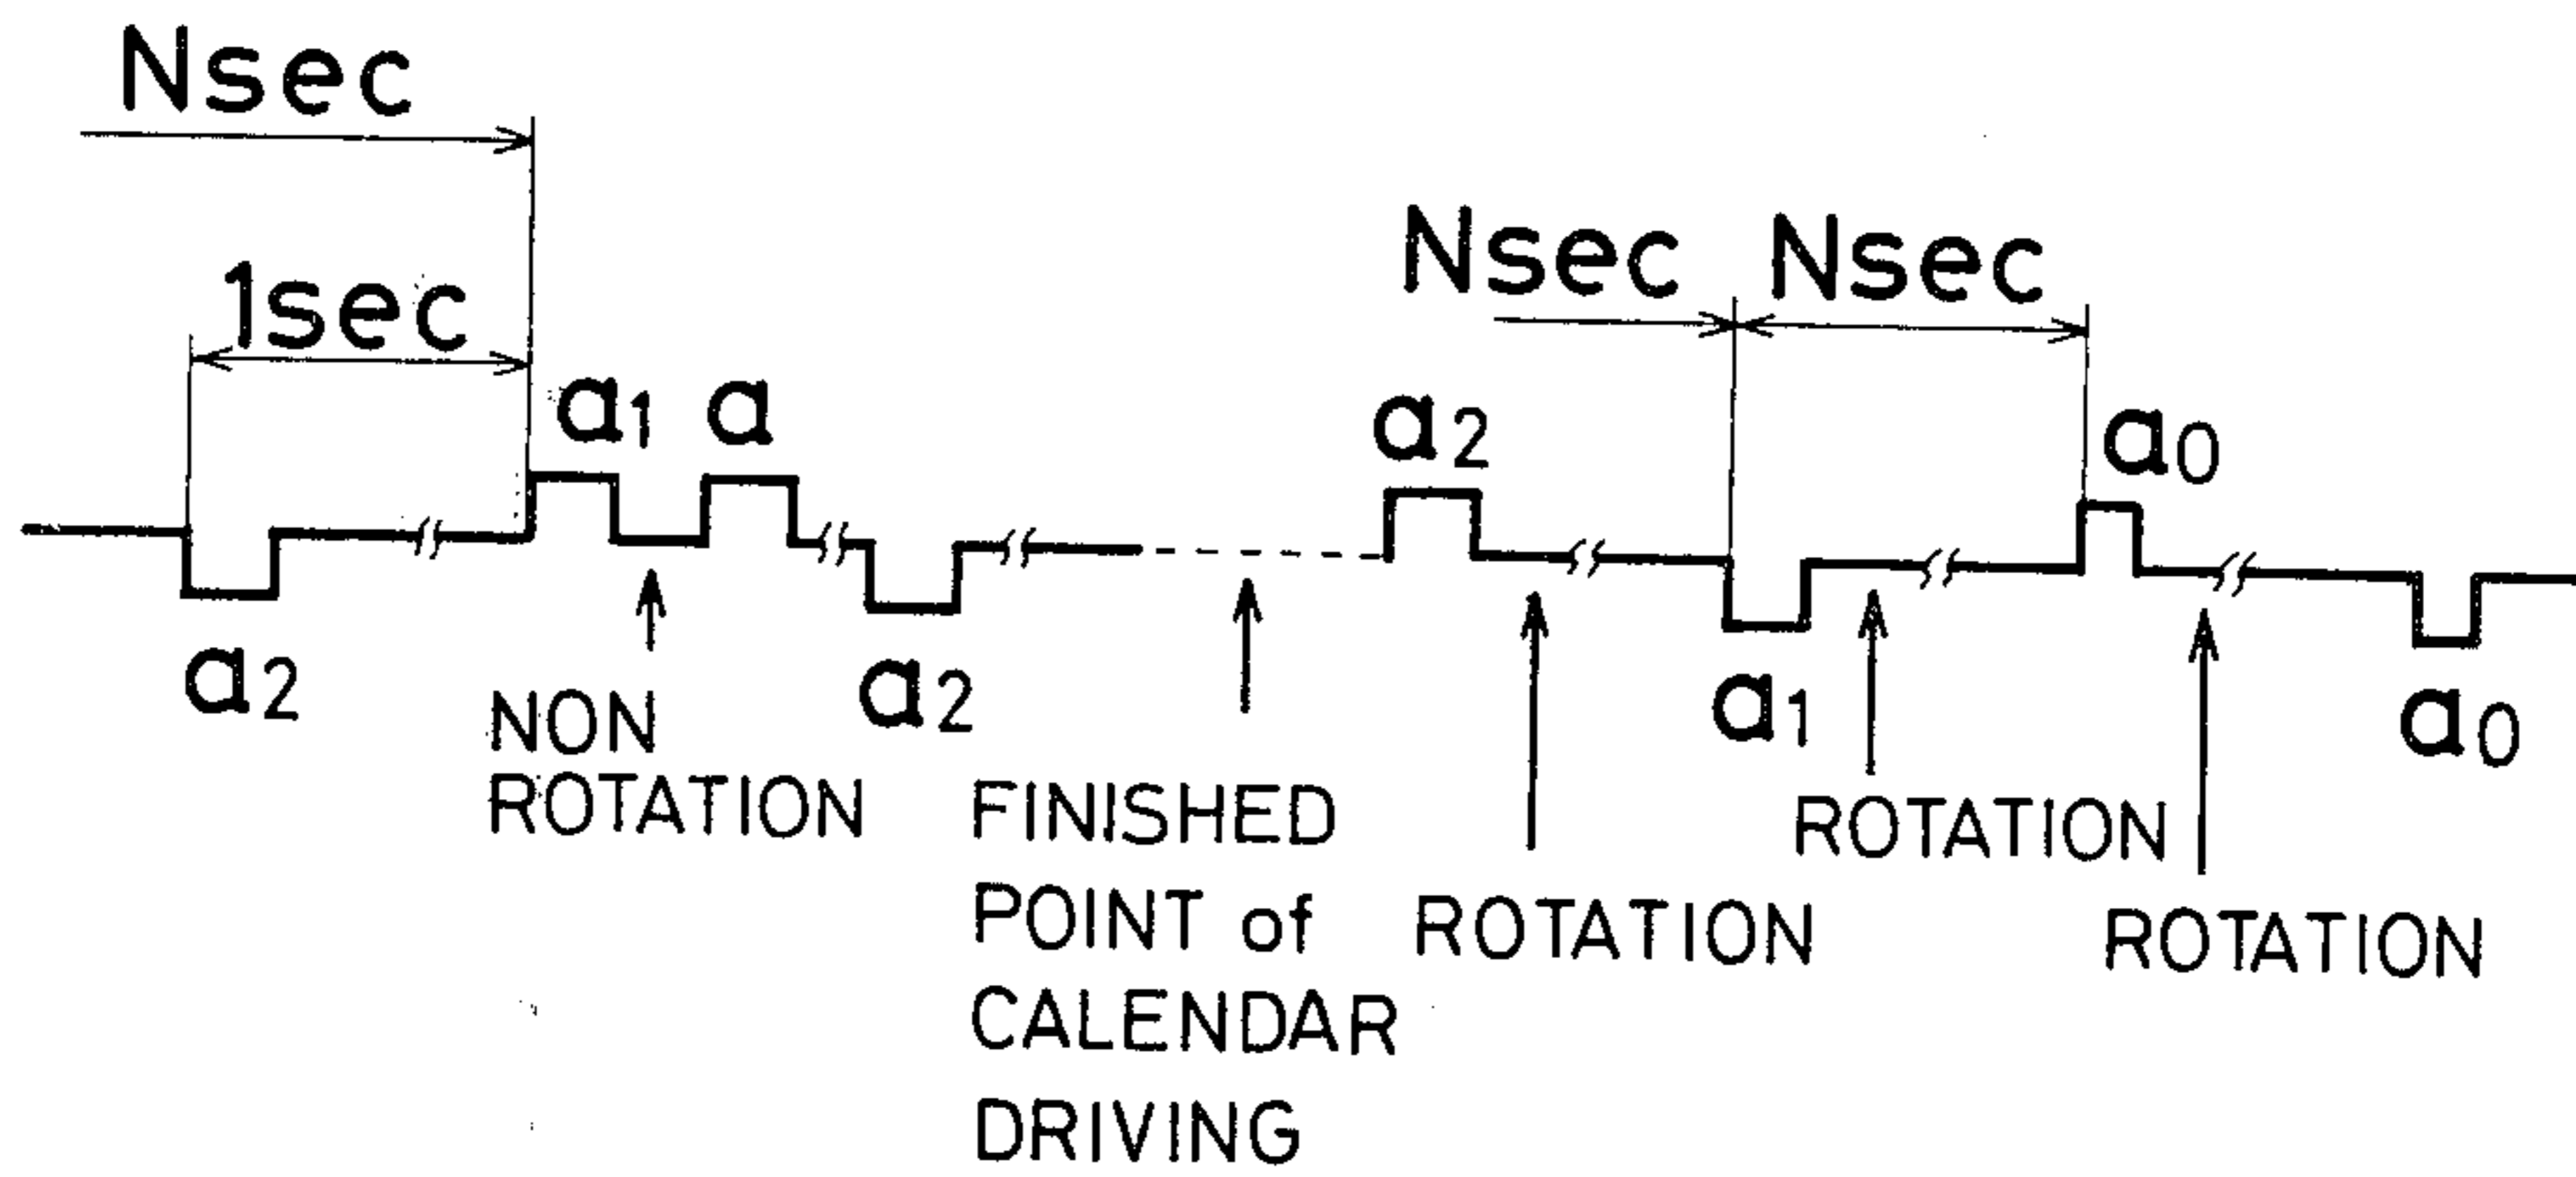 Nsec
1sec
Nsec Nsec
a1 a
a2
a0
a2
a2
a1
a0
NON
ROTATION
FINISHED
POINT of
CALENDAR
DRIVING
ROTATION
ROTATION
ROTATION